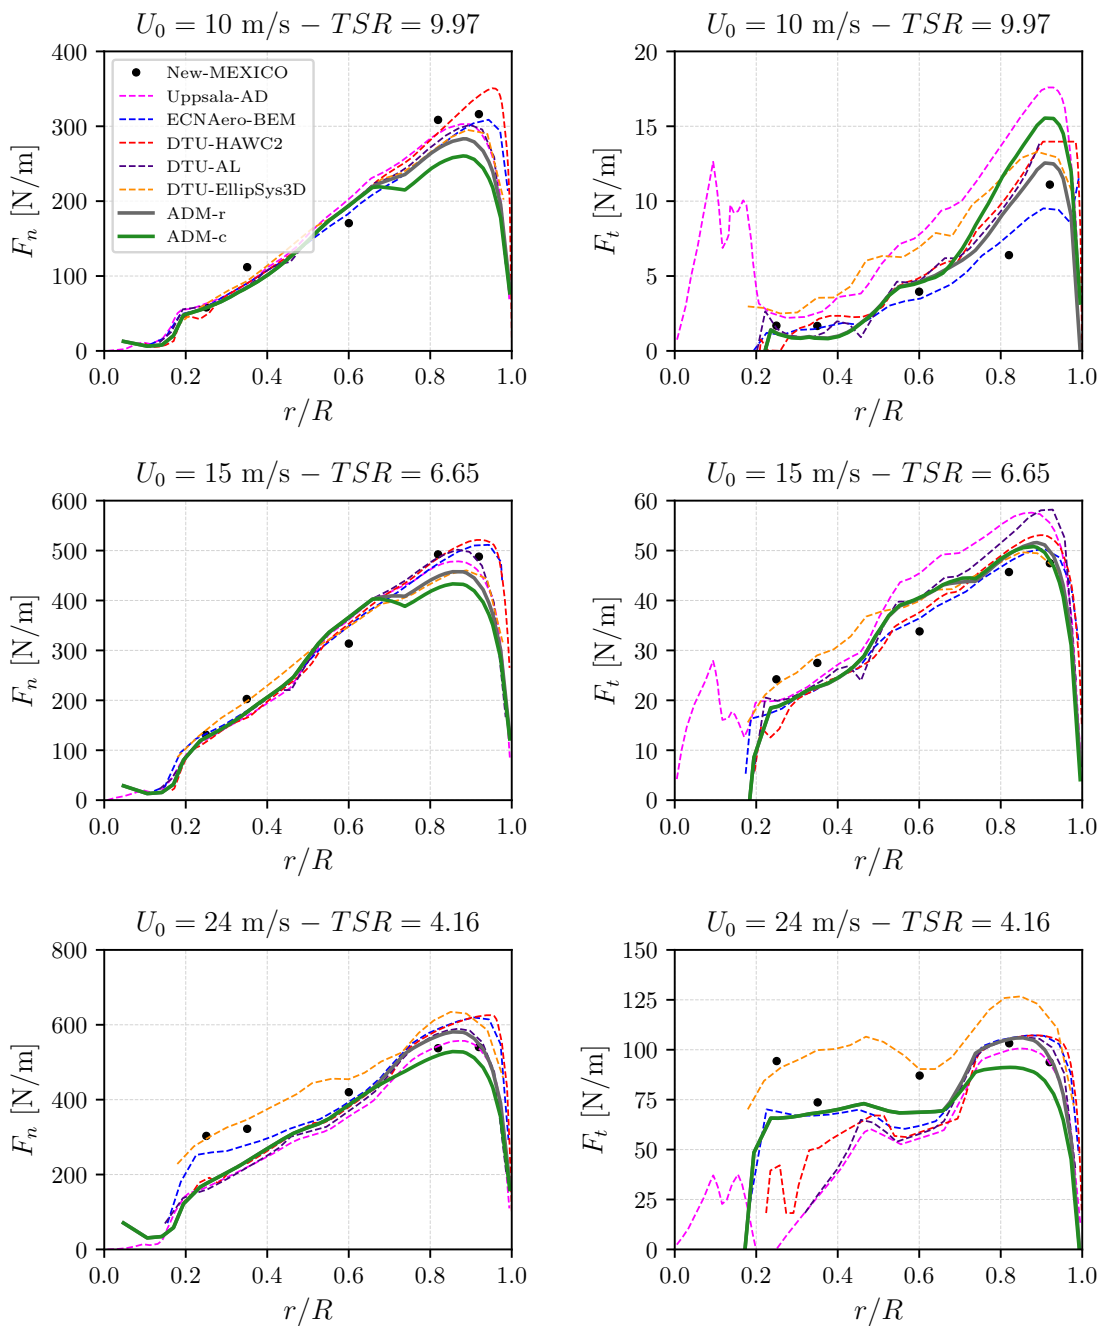 U₀ = 10 m/s − TSR = 9.97
400
300
200
100
0
0.0 0.2 0.4 0.6 0.8 1.0
Fₙ [N/m]
r/R
New-MEXICO
Uppsala-AD
ECNAero-BEM
DTU-HAWC2
DTU-AL
DTU-EllipSys3D
ADM-r
ADM-c
U₀ = 10 m/s − TSR = 9.97
20
15
10
5
0
0.0 0.2 0.4 0.6 0.8 1.0
Fₜ [N/m]
r/R
U₀ = 15 m/s − TSR = 6.65
600
500
400
300
200
100
0
0.0 0.2 0.4 0.6 0.8 1.0
Fₙ [N/m]
r/R
U₀ = 15 m/s − TSR = 6.65
60
50
40
30
20
10
0
0.0 0.2 0.4 0.6 0.8 1.0
Fₜ [N/m]
r/R
U₀ = 24 m/s − TSR = 4.16
800
600
400
200
0
0.0 0.2 0.4 0.6 0.8 1.0
Fₙ [N/m]
r/R
U₀ = 24 m/s − TSR = 4.16
150
125
100
75
50
25
0
0.0 0.2 0.4 0.6 0.8 1.0
Fₜ [N/m]
r/R